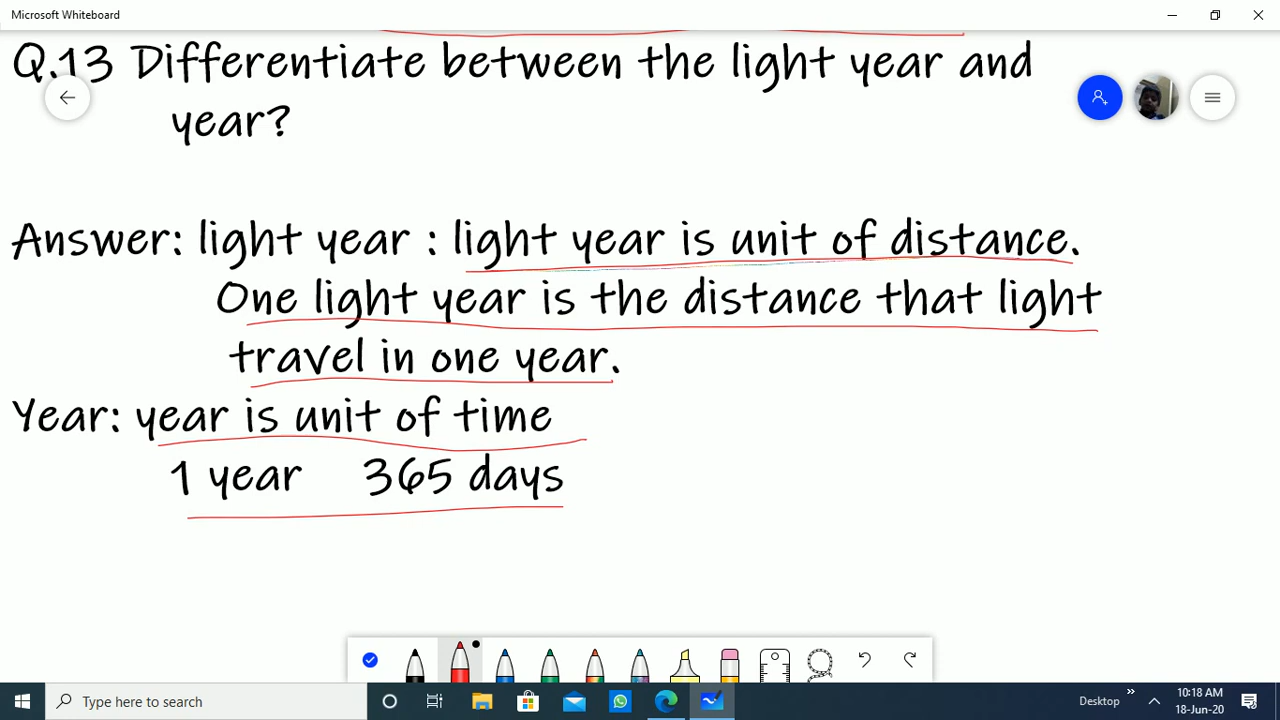 Microsoft Whiteboard
Q.13 Differentiate between the light year and
year?
Answer: light year : light year is unit of distance.
One light year is the distance that light
travel in one year.
Year: year is unit of time
1 year 365 days
Type here to search
Desktop
10:18 AM
18-Jun-20